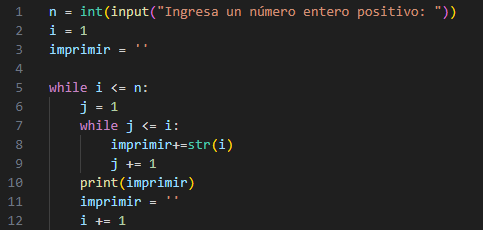 1 n = int(input("Ingresa un número entero positivo: "))
2 i = 1
3 imprimir = ''
4
5 while i <= n:
6     j = 1
7     while j <= i:
8         imprimir+=str(i)
9         j += 1
10     print(imprimir)
11     imprimir = ''
12     i += 1